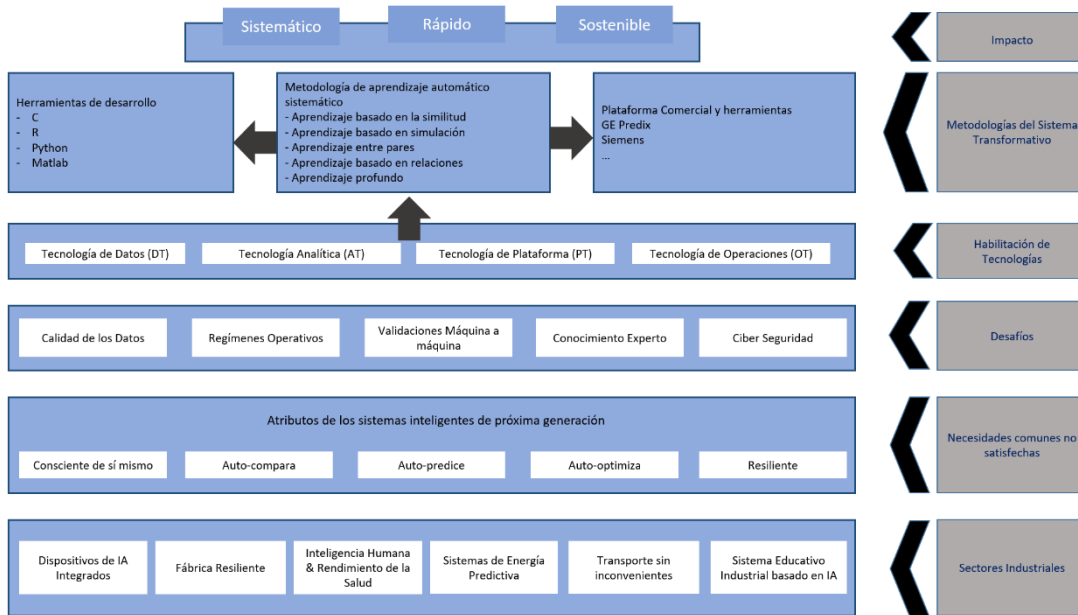 Sistemático
Rápido
Sostenible
Impacto
Herramientas de desarrollo
- C
- R
- Python
- Matlab
Metodología de aprendizaje automático
sistemático
- Aprendizaje basado en la similitud
- Aprendizaje basado en simulación
- Aprendizaje entre pares
- Aprendizaje basado en relaciones
- Aprendizaje profundo
Plataforma Comercial y herramientas
GE Predix
Siemens
...
Metodologías del Sistema
Transformativo
Tecnología de Datos (DT)
Tecnología Analítica (AT)
Tecnología de Plataforma (PT)
Tecnología de Operaciones (OT)
Habilitación de
Tecnologías
Calidad de los Datos
Regímenes Operativos
Validaciones Máquina a
máquina
Conocimiento Experto
Ciber Seguridad
Desafíos
Atributos de los sistemas inteligentes de próxima generación
Consciente de sí mismo
Auto-compara
Auto-predice
Auto-optimiza
Resiliente
Necesidades comunes no
satisfechas
Dispositivos de IA
Integrados
Fábrica Resiliente
Inteligencia Humana
& Rendimiento de la
Salud
Sistemas de Energía
Predictiva
Transporte sin
inconvenientes
Sistema Educativo
Industrial basado en IA
Sectores Industriales